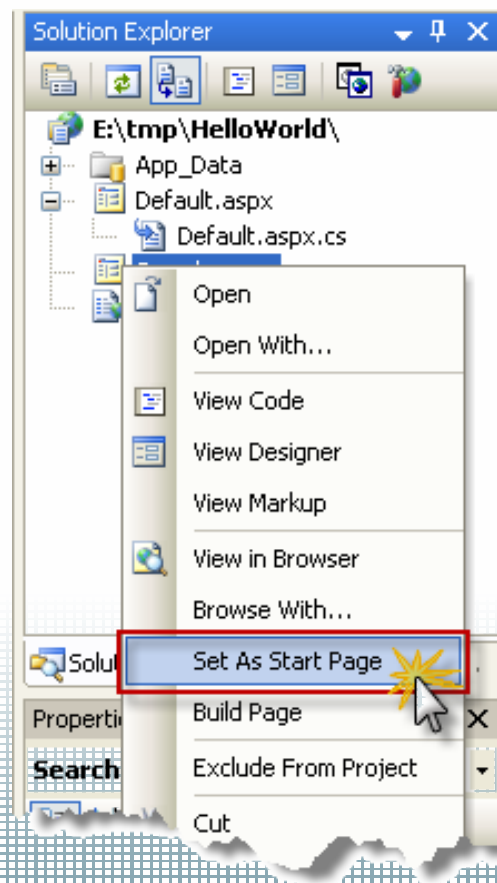 Solution Explorer
E:\tmp\HelloWorld\
App_Data
Default.aspx
Default.aspx.cs
Open
Open With...
View Code
View Designer
View Markup
View in Browser
Browse With...
Set As Start Page
Build Page
Exclude From Project
Search
Cut